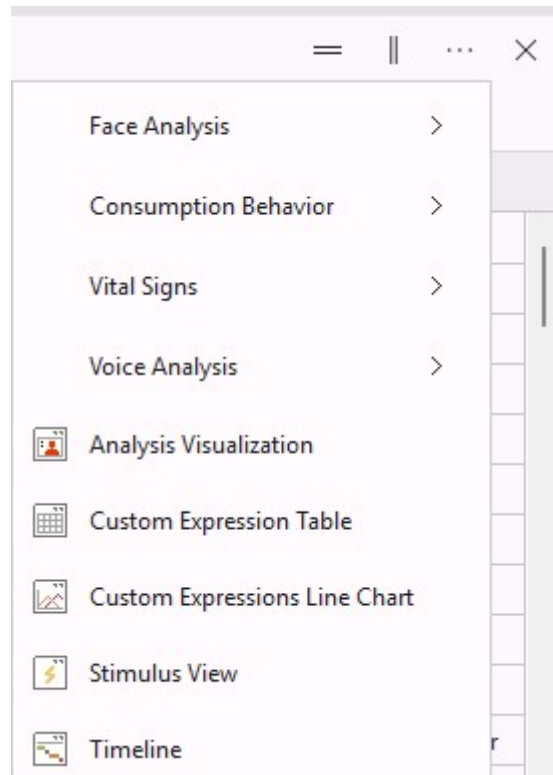 Face Analysis
Consumption Behavior
Vital Signs
Voice Analysis
Analysis Visualization
Custom Expression Table
Custom Expressions Line Chart
Stimulus View
Timeline
r